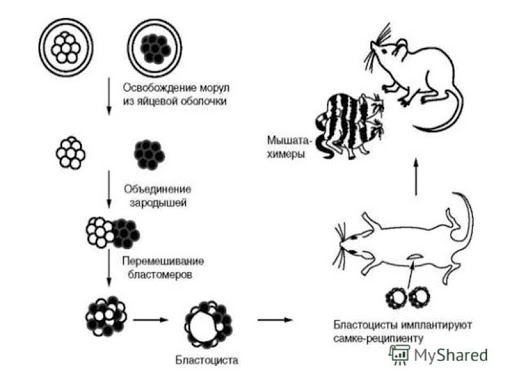 Освобождение морул
из яйцевой оболочки
Объединение
зародышей
Перемешивание
бластомеров
Бластоциста
Мышата-
химеры
Бластоцисты имплантируют
самке-реципиенту
MyShared